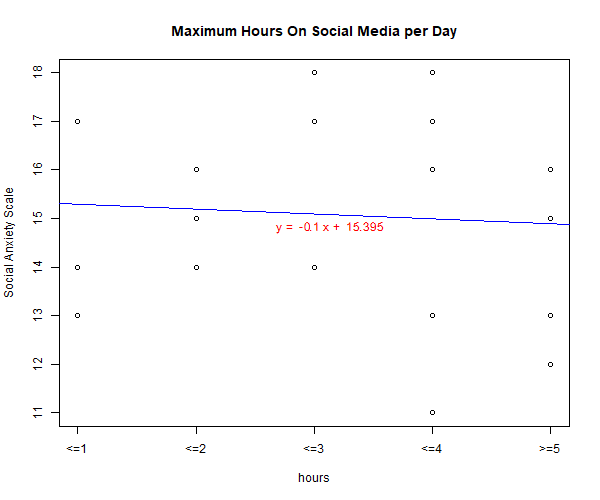 Maximum Hours On Social Media per Day
Social Anxiety Scale
18
17
16
15
14
13
12
11
y = -0.1 x + 15.395
<=1 <=2 <=3 <=4 >=5
hours